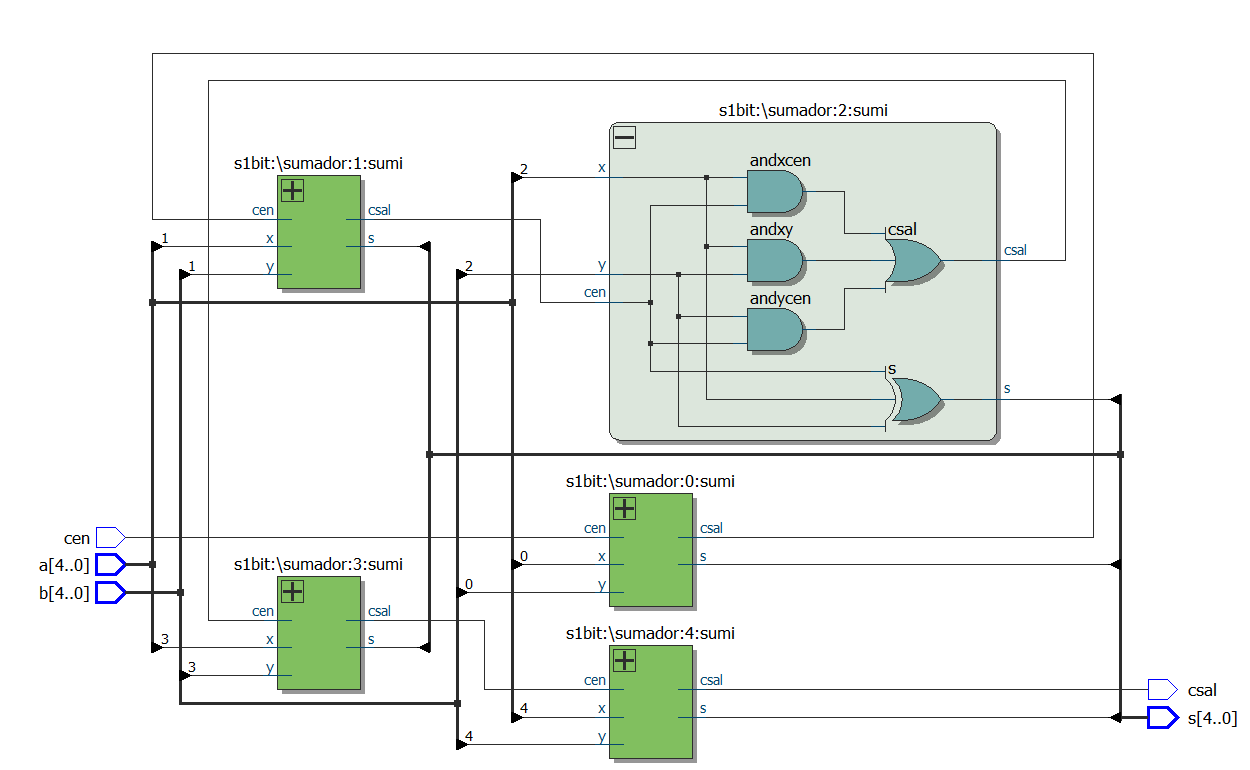 s1bit:\sumador:2:sumi
x
y
cen
andxcen
andxy
andycen
csal
s
csal
s
2
2
s1bit:\sumador:1:sumi
cen
x
y
csal
s
1
1
s1bit:\sumador:0:sumi
cen
x
y
csal
s
0
0
cen
a[4..0]
b[4..0]
s1bit:\sumador:3:sumi
cen
x
y
csal
s
3
3
s1bit:\sumador:4:sumi
cen
x
y
csal
s
4
4
csal
s[4..0]